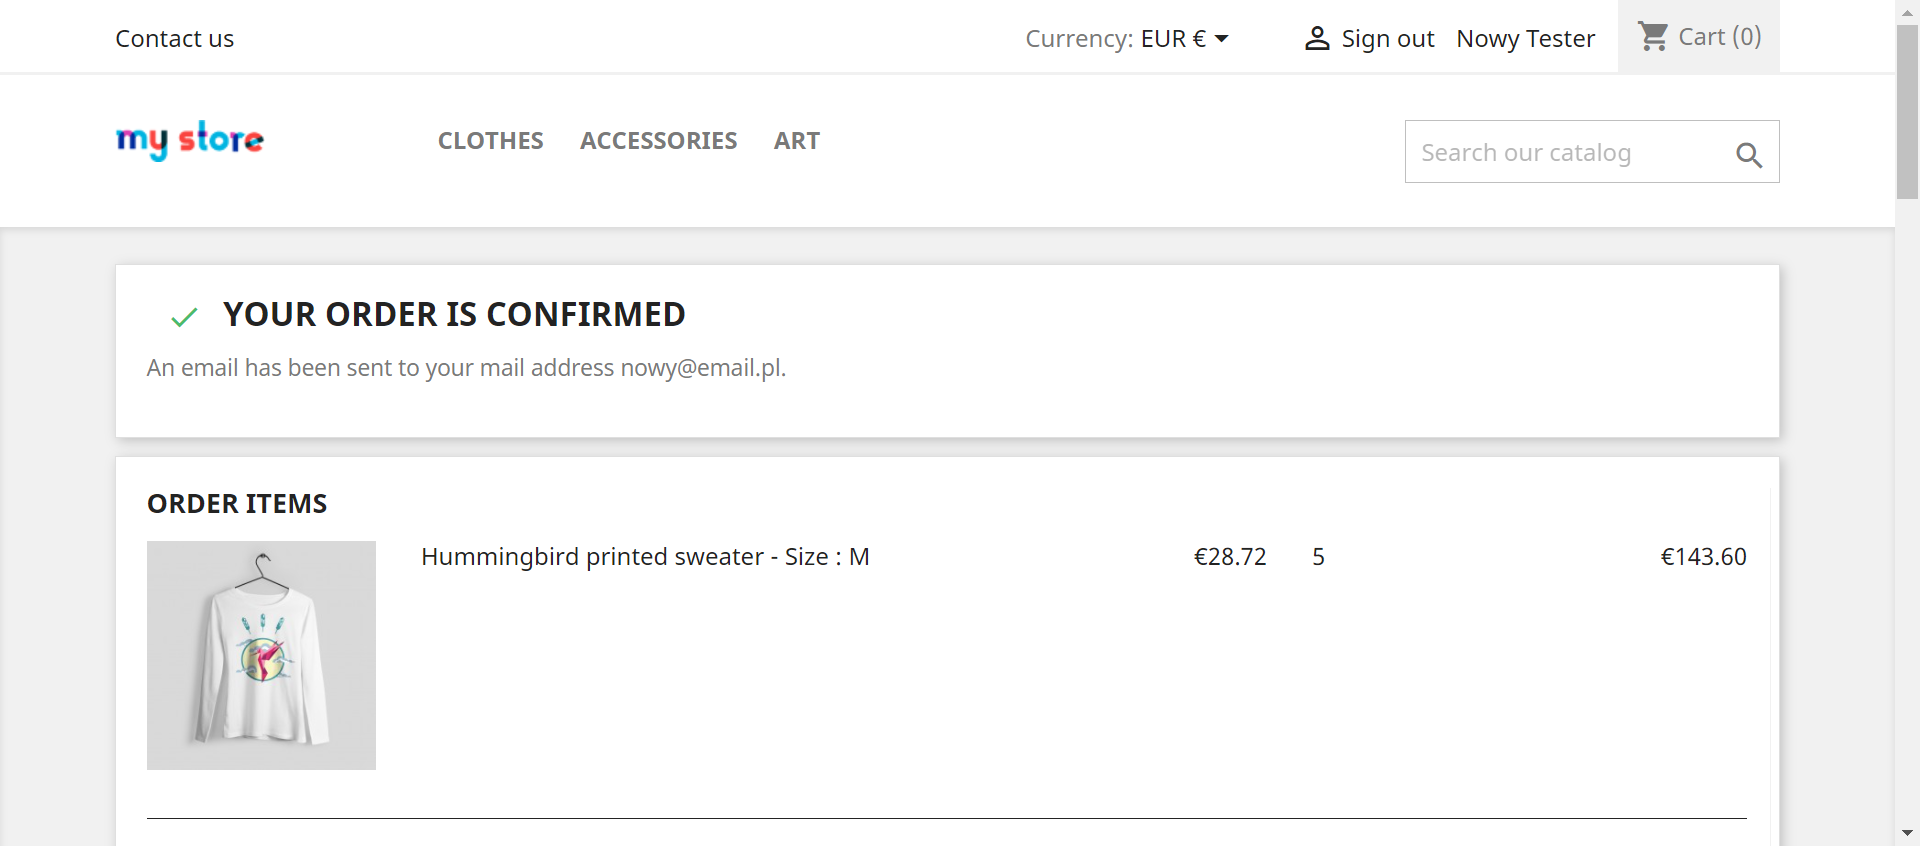 Contact us
Currency: EUR €
Sign out
Nowy Tester
Cart (0)
my store
CLOTHES
ACCESSORIES
ART
Search our catalog
YOUR ORDER IS CONFIRMED
An email has been sent to your mail address nowy@email.pl.
ORDER ITEMS
Hummingbird printed sweater - Size : M €28.72 5 €143.60